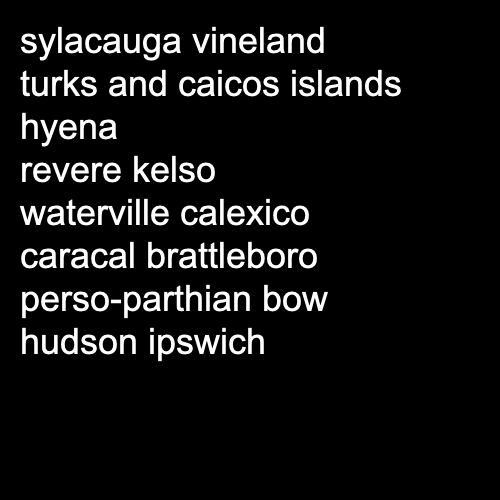 sylacauga vineland
turks and caicos islands
hyena
revere kelso
waterville calexico
caracal brattleboro
perso-parthian bow
hudson ipswich